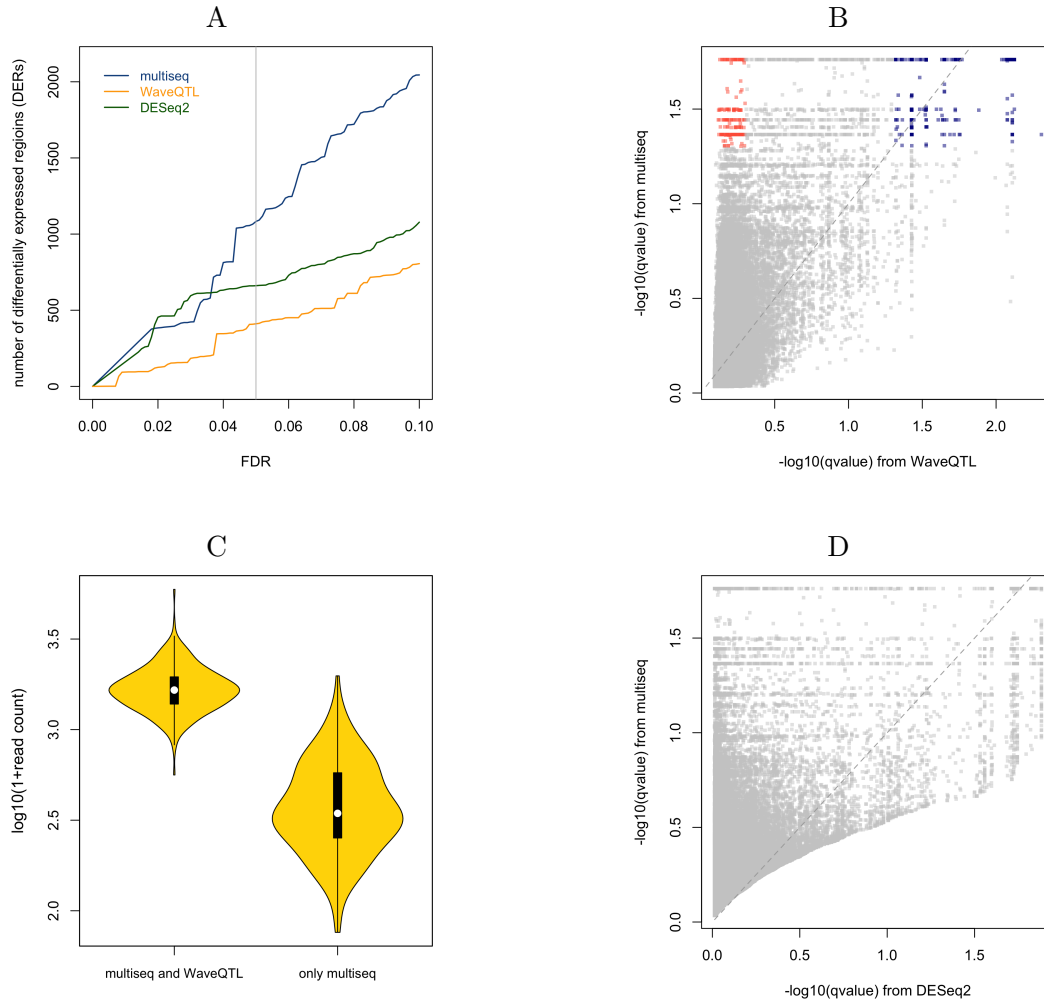 A
number of differentially expressed regioins (DERs)
2000
1500
1000
500
0
multiseq
WaveQTL
DESeq2
0.00 0.02 0.04 0.06 0.08 0.10
FDR
B
-log10(qvalue) from multiseq
1.5
1.0
0.5
0.0
0.5 1.0 1.5 2.0
-log10(qvalue) from WaveQTL
C
log10(1+read count)
3.5
3.0
2.5
2.0
multiseq and WaveQTL only multiseq
D
-log10(qvalue) from multiseq
1.5
1.0
0.5
0.0
0.0 0.5 1.0 1.5
-log10(qvalue) from DESeq2